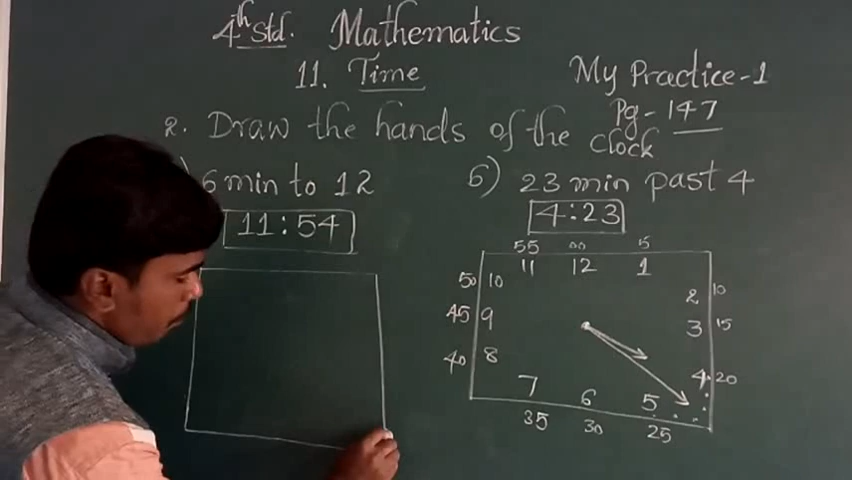 4th Std. Mathematics
11. Time
My Practice-1
Pg- 147
2. Draw the hands of the clock
6 min to 12
11:54
6) 23 min past 4
4:23
55 00 5
11 12 1
50 10 2 10
45 9 3 15
40 8 4 20
7 6 5
35 30 25